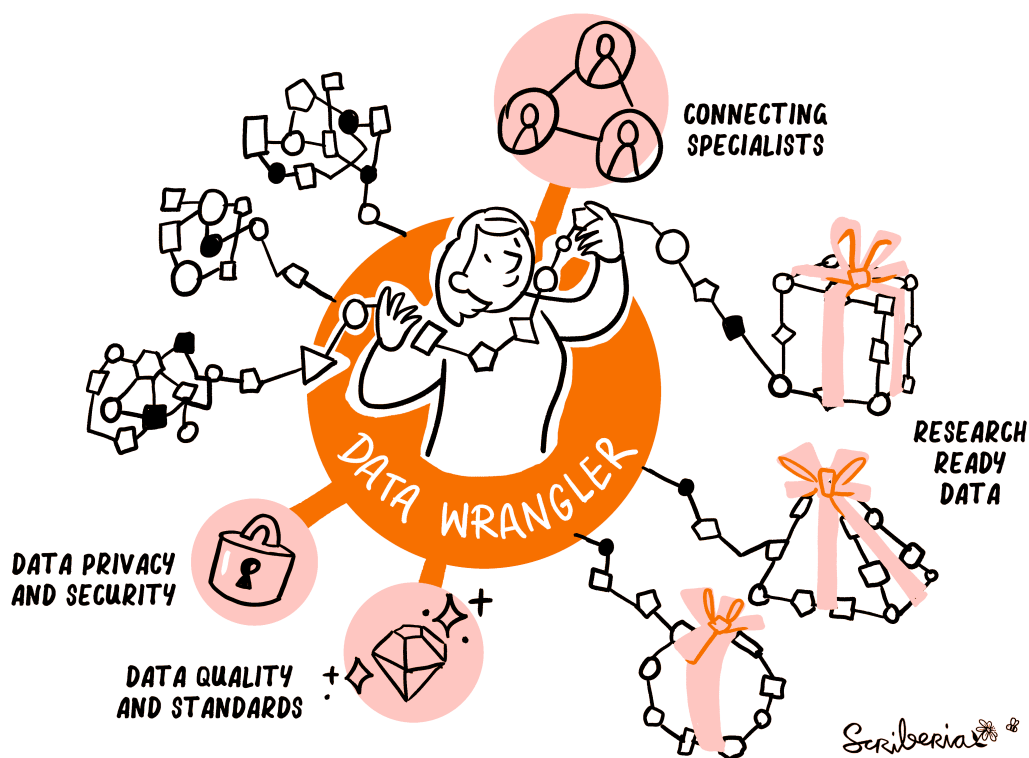 CONNECTING
SPECIALISTS
DATA WRANGLER
RESEARCH
READY
DATA
DATA PRIVACY
AND SECURITY
DATA QUALITY
AND STANDARDS
Scriberia